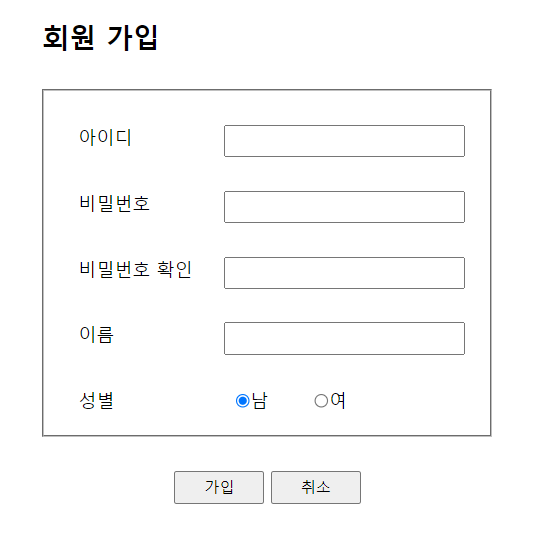 회원 가입
아이디
비밀번호
비밀번호 확인
이름
성별 남 여
가입 취소